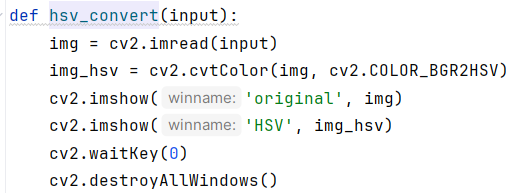 def hsv_convert(input):
    img = cv2.imread(input)
    img_hsv = cv2.cvtColor(img, cv2.COLOR_BGR2HSV)
    cv2.imshow( winname: 'original', img)
    cv2.imshow( winname: 'HSV', img_hsv)
    cv2.waitKey(0)
    cv2.destroyAllWindows()